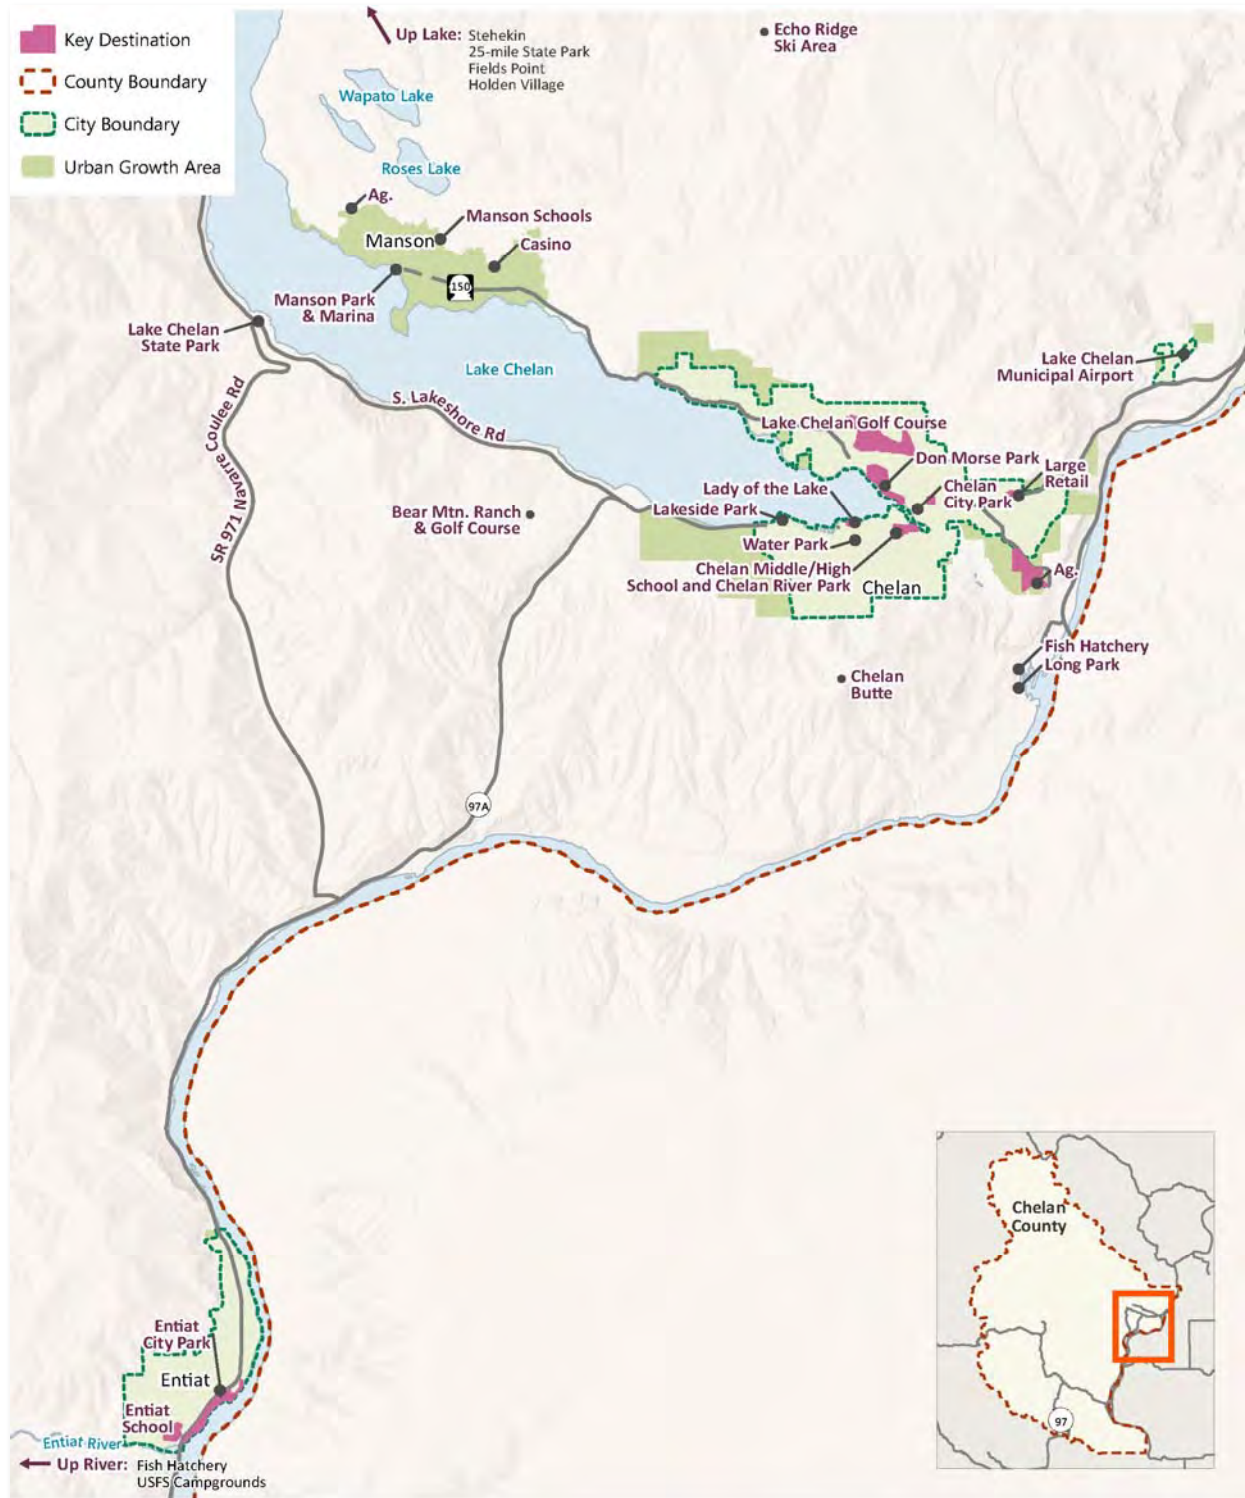 Key Destination
County Boundary
City Boundary
Urban Growth Area
Up Lake: Stehekin
25-mile State Park
Fields Point
Holden Village
Echo Ridge
Ski Area
Wapato Lake
Roses Lake
Ag.
Manson Schools
Manson
Casino
150
Manson Park
& Marina
Lake Chelan
State Park
Lake Chelan
Lake Chelan
Municipal Airport
S. Lakeshore Rd
SR 971 Navarre Coulee Rd
Lake Chelan Golf Course
Don Morse Park
Large
Retail
Lady of the Lake
Chelan
City Park
Lakeside Park
Bear Mtn. Ranch
& Golf Course
Water Park
Chelan Middle/High
School and Chelan River Park
Chelan
Ag.
Fish Hatchery
Long Park
Chelan
Butte
97A
Chelan
County
97
Entiat
City Park
Entiat
Entiat
School
Entiat River
Up River: Fish Hatchery
USFS Campgrounds